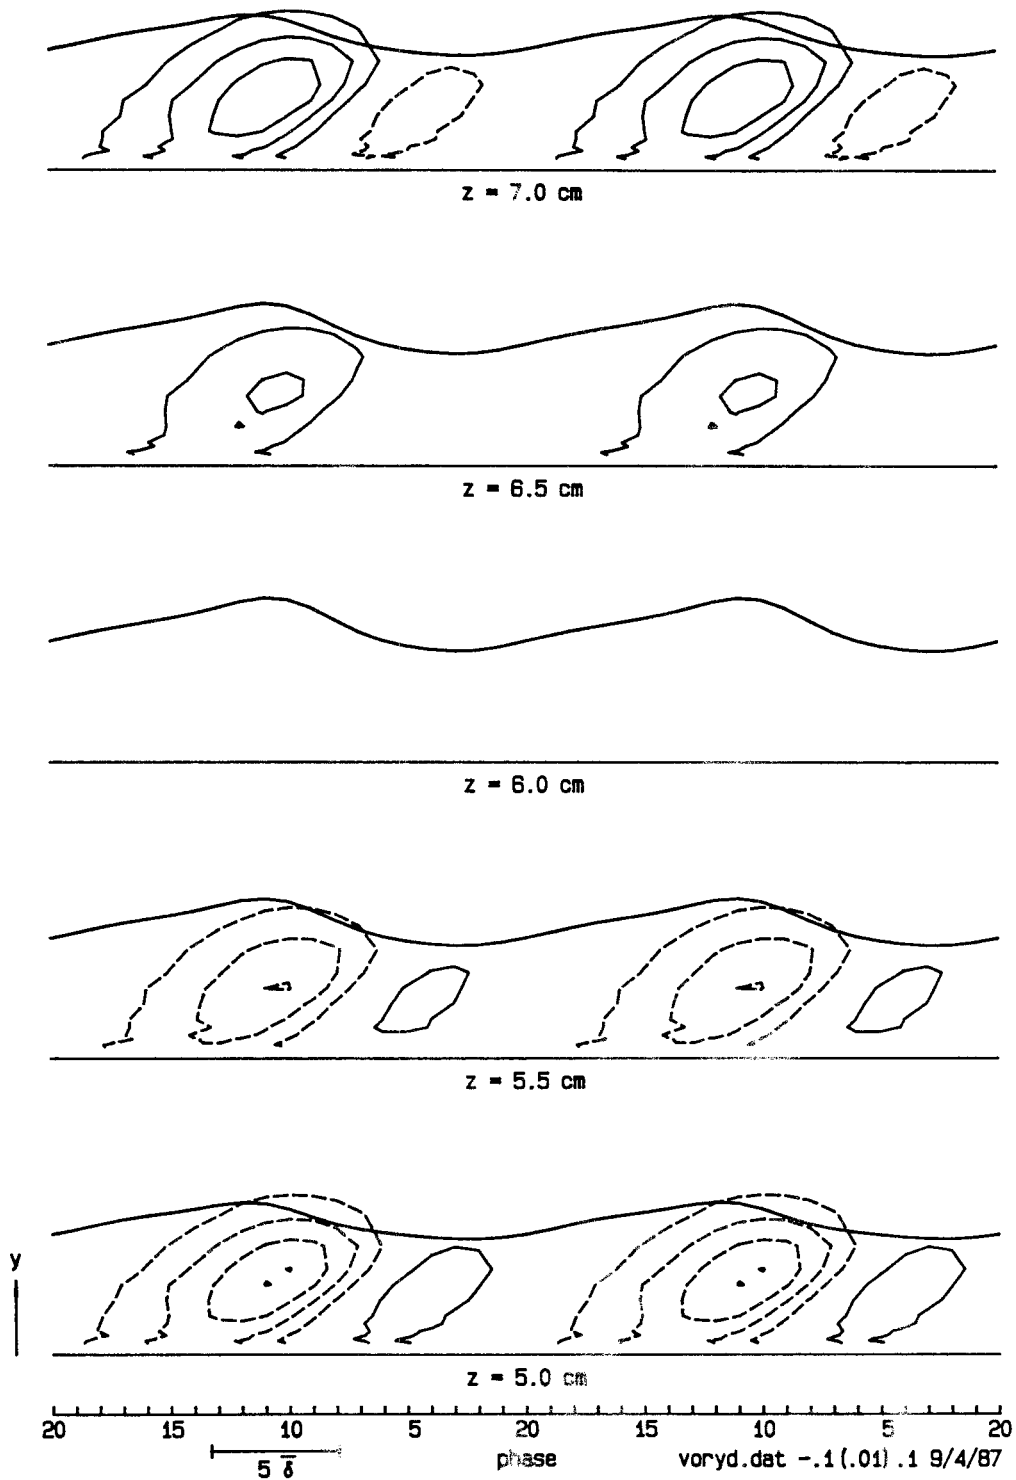 z = 7.0 cm
z = 6.5 cm
z = 6.0 cm
z = 5.5 cm
y
z = 5.0 cm
20 15 10 5 20 15 10 5 20
5 δ̅ phase voryd.dat -.1(.01).1 9/4/87